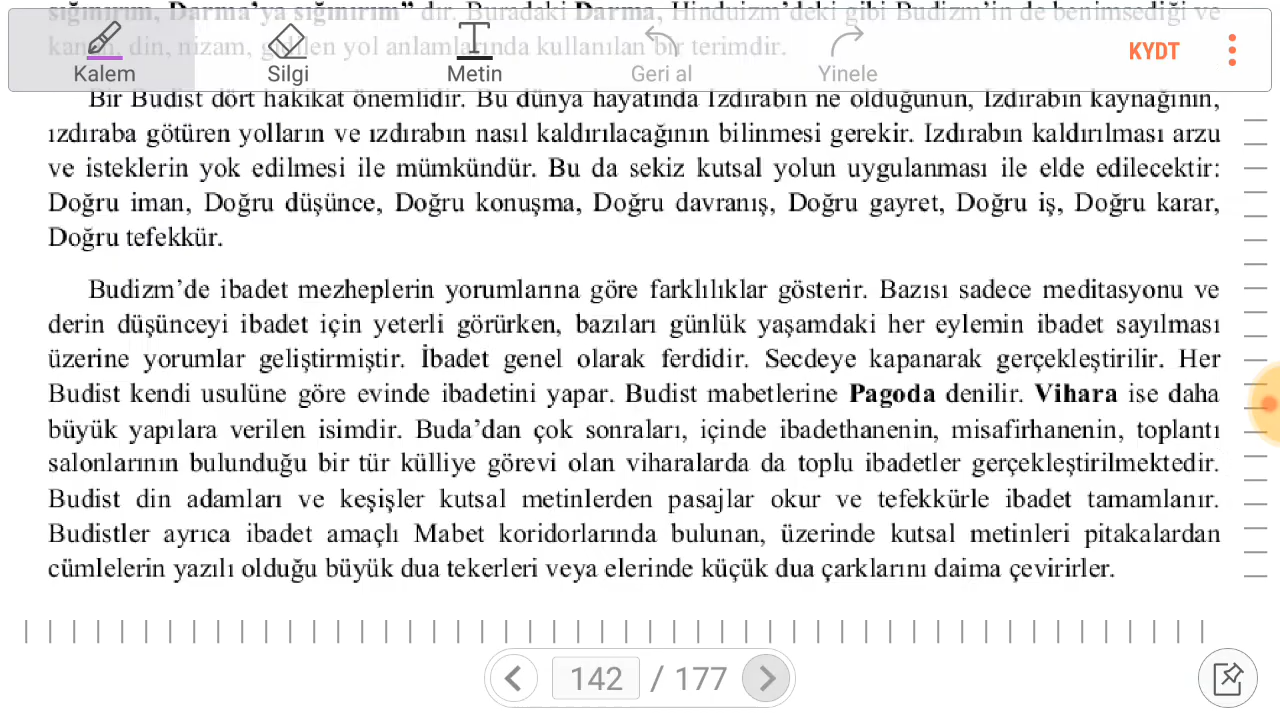 sığınırım, Darma'ya sığınırım" dır. Buradaki Darma, Hinduizm'deki gibi Budizm'in de benimsediği ve
kanun, din, nizam, gidilen yol anlamlarında kullanılan bir terimdir.
Kalem
Silgi
Metin
Geri al
Yinele
KYDT
Bir Budist dört hakikat önemlidir. Bu dünya hayatında Izdırabın ne olduğunun, Izdırabın kaynağının,
ızdıraba götüren yolların ve ızdırabın nasıl kaldırılacağının bilinmesi gerekir. Izdırabın kaldırılması arzu
ve isteklerin yok edilmesi ile mümkündür. Bu da sekiz kutsal yolun uygulanması ile elde edilecektir:
Doğru iman, Doğru düşünce, Doğru konuşma, Doğru davranış, Doğru gayret, Doğru iş, Doğru karar,
Doğru tefekkür.
Budizm'de ibadet mezheplerin yorumlarına göre farklılıklar gösterir. Bazısı sadece meditasyonu ve
derin düşünceyi ibadet için yeterli görürken, bazıları günlük yaşamdaki her eylemin ibadet sayılması
üzerine yorumlar geliştirmiştir. İbadet genel olarak ferdidir. Secdeye kapanarak gerçekleştirilir. Her
Budist kendi usulüne göre evinde ibadetini yapar. Budist mabetlerine Pagoda denilir. Vihara ise daha
büyük yapılara verilen isimdir. Buda'dan çok sonraları, içinde ibadethanenin, misafirhanenin, toplantı
salonlarının bulunduğu bir tür külliye görevi olan viharalarda da toplu ibadetler gerçekleştirilmektedir.
Budist din adamları ve keşişler kutsal metinlerden pasajlar okur ve tefekkürle ibadet tamamlanır.
Budistler ayrıca ibadet amaçlı Mabet koridorlarında bulunan, üzerinde kutsal metinleri pitakalardan
cümlelerin yazılı olduğu büyük dua tekerleri veya elerinde küçük dua çarklarını daima çevirirler.
142 / 177